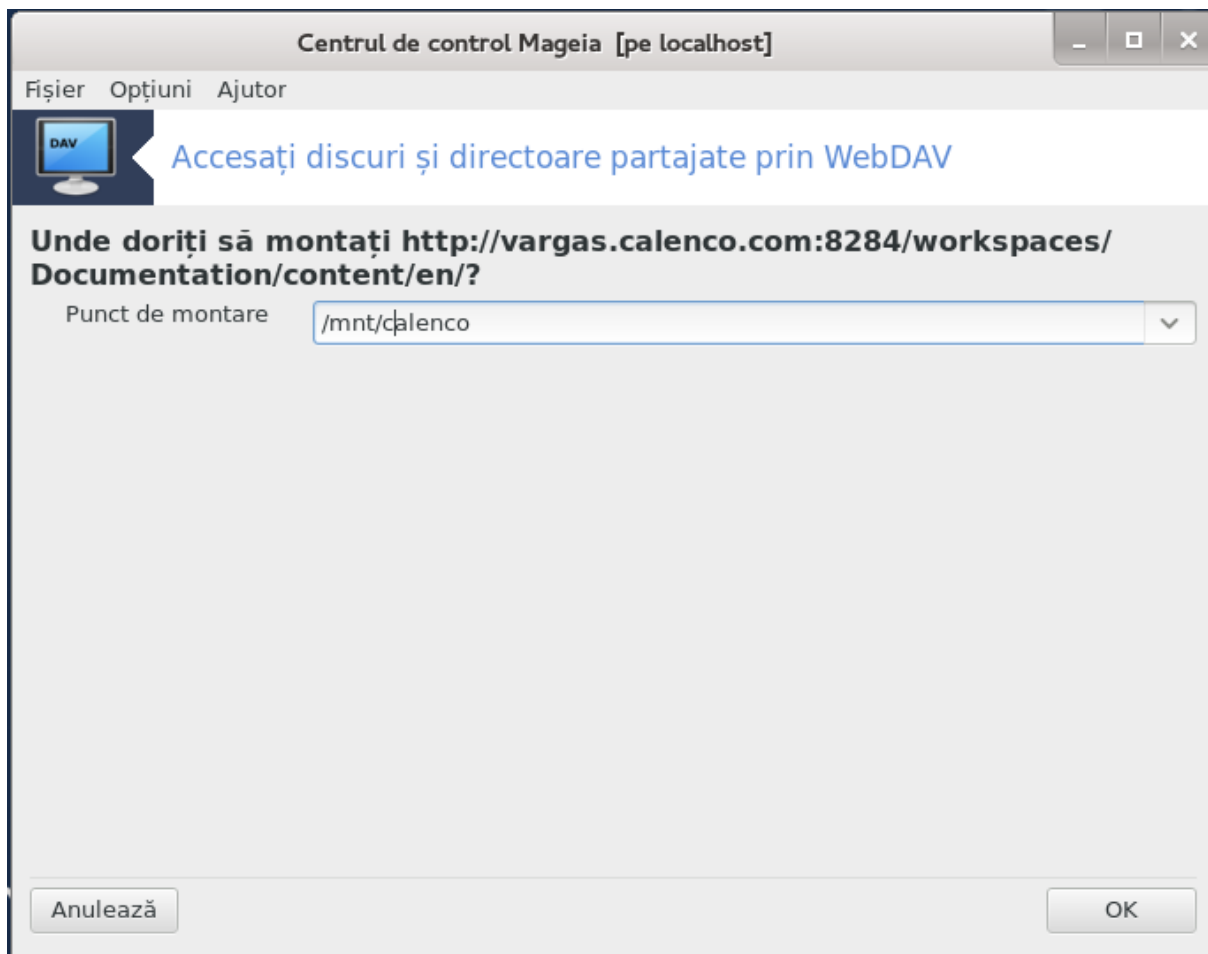 Centrul de control Mageia [pe localhost]
Fișier Opțiuni Ajutor
DAV
Accesați discuri și directoare partajate prin WebDAV
Unde doriți să montați http://vargas.calenco.com:8284/workspaces/
Documentation/content/en/?
Punct de montare /mnt/calenco
Anulează OK